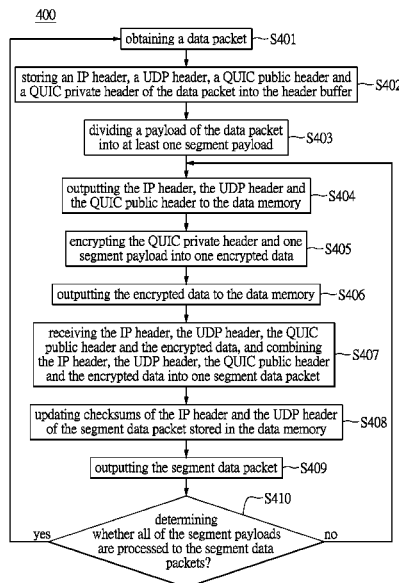 400
obtaining a data packet
S401
storing an IP header, a UDP header, a QUIC public header and
a QUIC private header of the data packet into the header buffer
S402
dividing a payload of the data packet
into at least one segment payload
S403
outputting the IP header, the UDP header and
the QUIC public header to the data memory
S404
encrypting the QUIC private header and one
segment payload into one encrypted data
S405
outputting the encrypted data to the data memory
S406
receiving the IP header, the UDP header, the QUIC
public header and the encrypted data, and combining
the IP header, the UDP header, the QUIC public header
and the encrypted data into one segment data packet
S407
updating checksums of the IP header and the UDP header
of the segment data packet stored in the data memory
S408
outputting the segment data packet
S409
S410
determining
whether all of the segment payloads
are processed to the segment data
packets?
yes
no